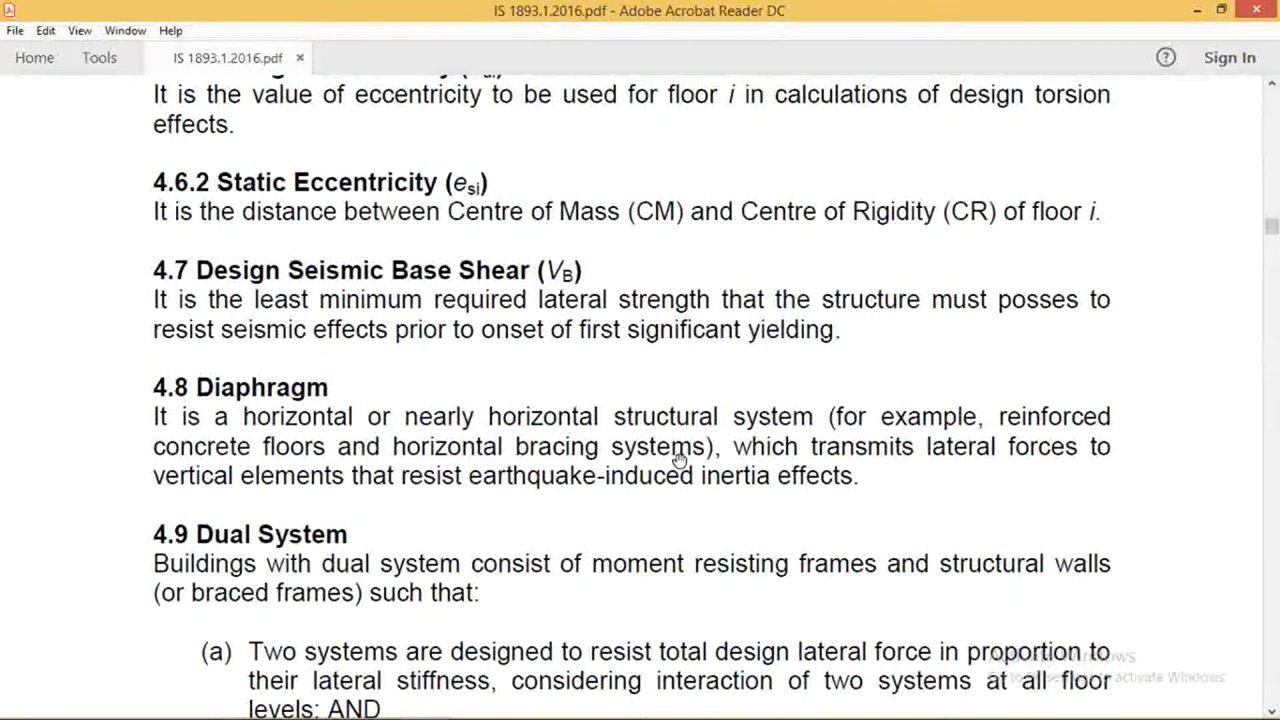 IS 1893.1.2016.pdf - Adobe Acrobat Reader DC
File Edit View Window Help
Home Tools IS 1893.1.2016.pdf × Sign In
It is the value of eccentricity to be used for floor i in calculations of design torsion
effects.
4.6.2 Static Eccentricity (esi)
It is the distance between Centre of Mass (CM) and Centre of Rigidity (CR) of floor i.
4.7 Design Seismic Base Shear (VB)
It is the least minimum required lateral strength that the structure must posses to
resist seismic effects prior to onset of first significant yielding.
4.8 Diaphragm
It is a horizontal or nearly horizontal structural system (for example, reinforced
concrete floors and horizontal bracing systems), which transmits lateral forces to
vertical elements that resist earthquake-induced inertia effects.
4.9 Dual System
Buildings with dual system consist of moment resisting frames and structural walls
(or braced frames) such that:
(a) Two systems are designed to resist total design lateral force in proportion to
their lateral stiffness, considering interaction of two systems at all floor
levels; AND